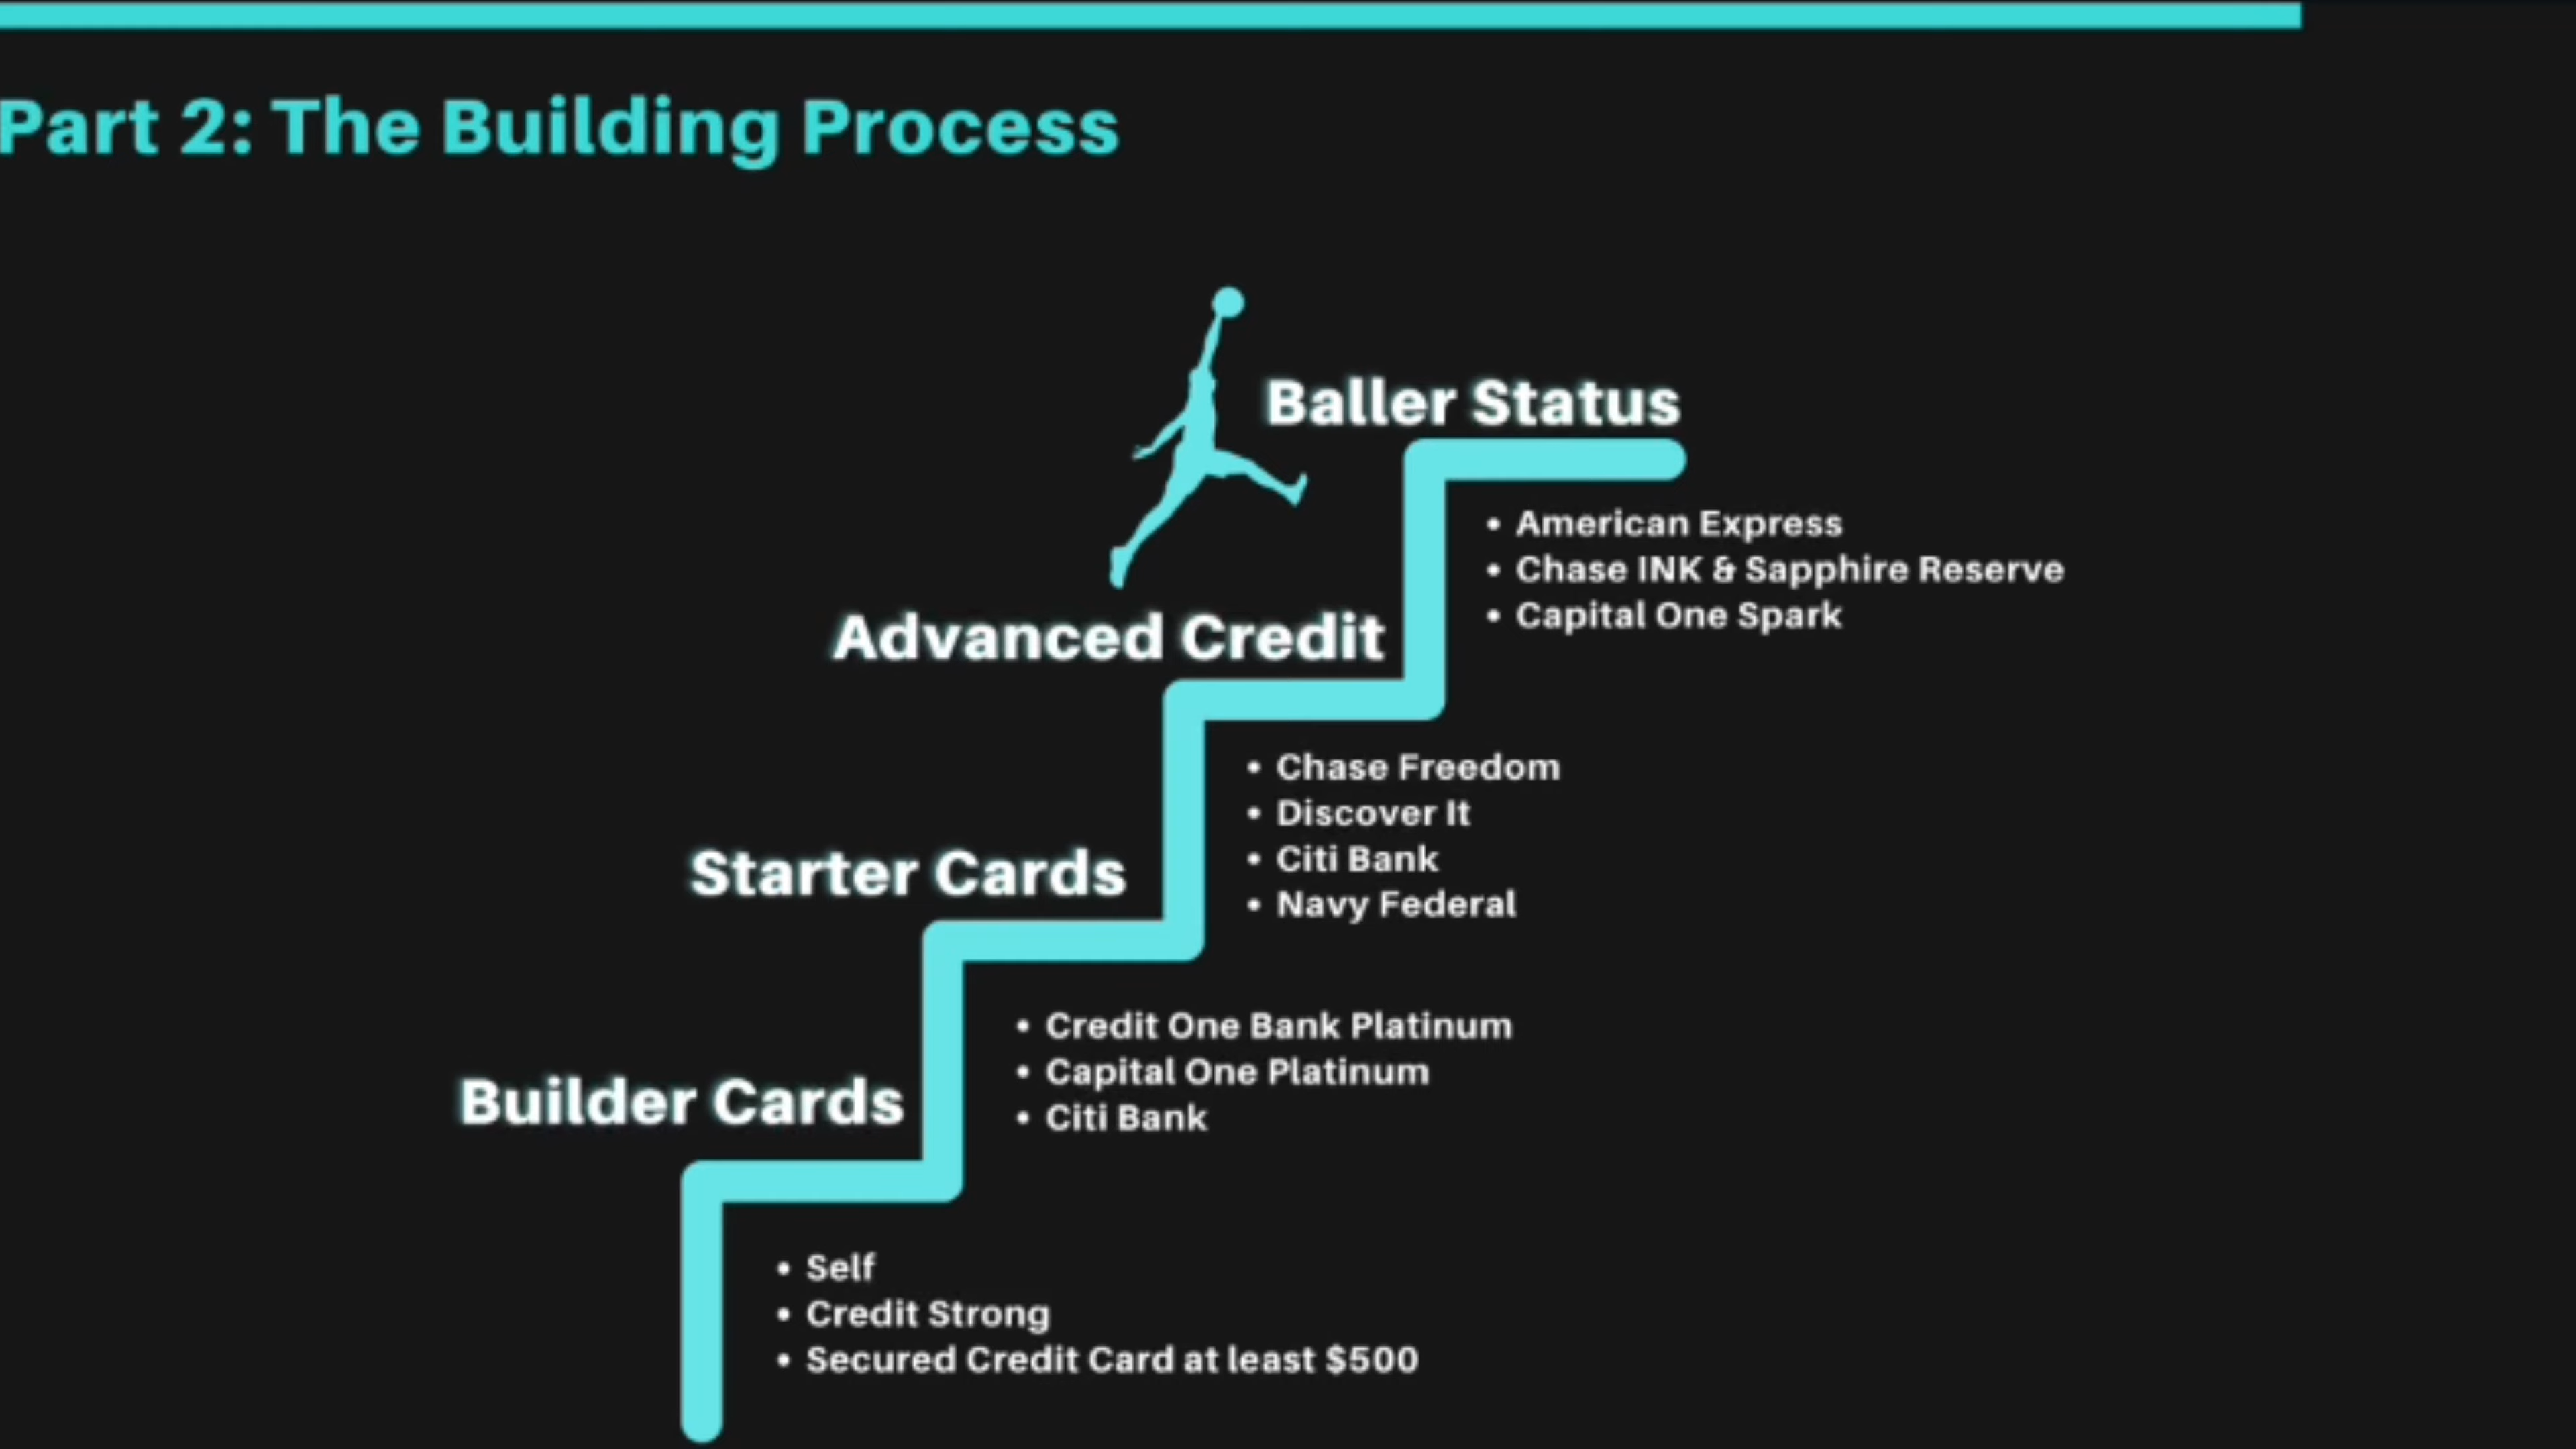 Part 2: The Building Process
Baller Status
• American Express
• Chase INK & Sapphire Reserve
• Capital One Spark
Advanced Credit
• Chase Freedom
• Discover It
• Citi Bank
• Navy Federal
Starter Cards
• Credit One Bank Platinum
• Capital One Platinum
• Citi Bank
Builder Cards
• Self
• Credit Strong
• Secured Credit Card at least $500